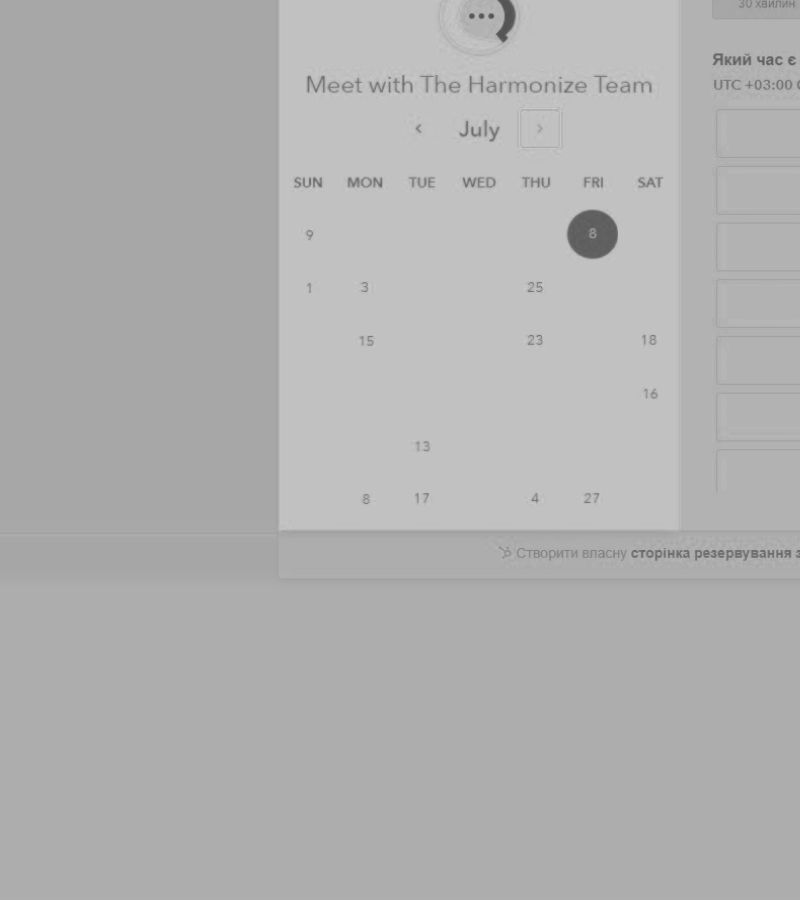 30 хвилин
Який час є
UTC +03:00
Meet with The Harmonize Team
July
SUN MON TUE WED THU FRI SAT
9 8
1 3 25
15 23 18
16
13
8 17 4 27
Створити власну сторінка резервування з